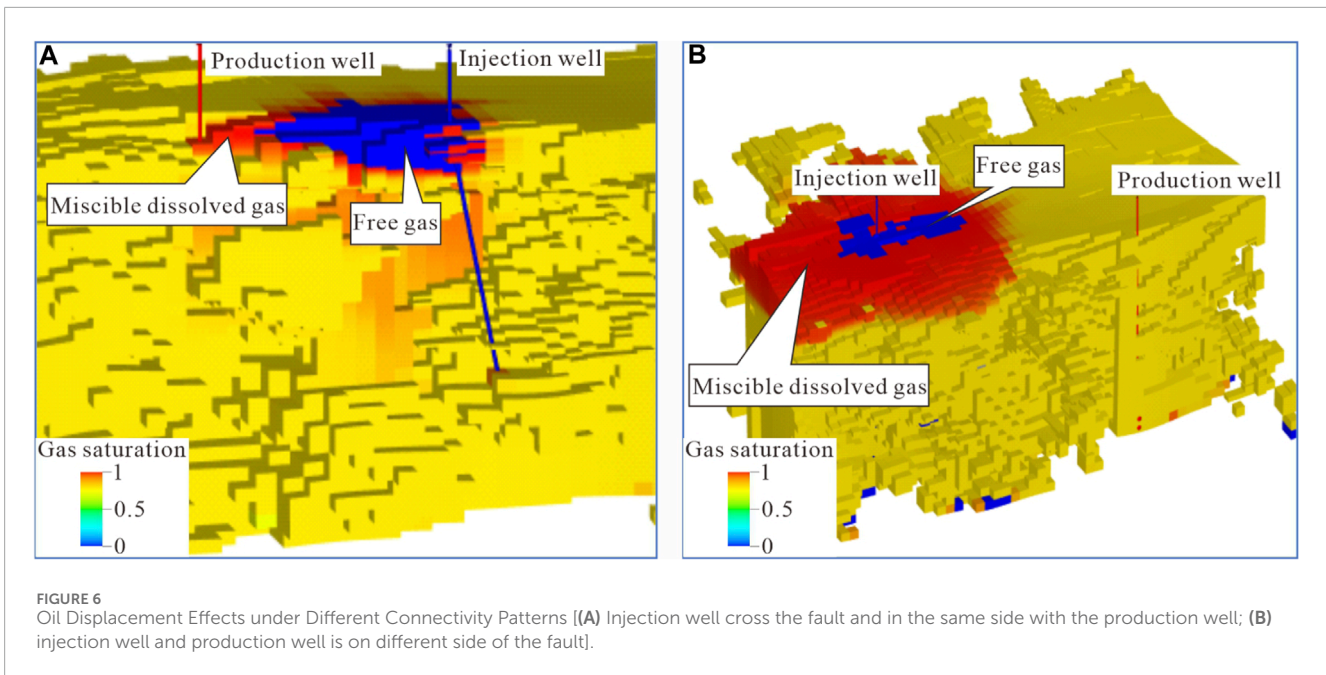 A
Production well
Injection well
Miscible dissolved gas
Free gas
Gas saturation
1
0.5
0
B
Free gas
Injection well
Production well
Miscible dissolved gas
Gas saturation
1
0.5
0
FIGURE 6
Oil Displacement Effects under Different Connectivity Patterns [(A) Injection well cross the fault and in the same side with the production well; (B)
injection well and production well is on different side of the fault].